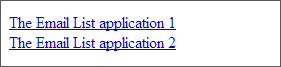 The Email List application 1
The Email List application 2